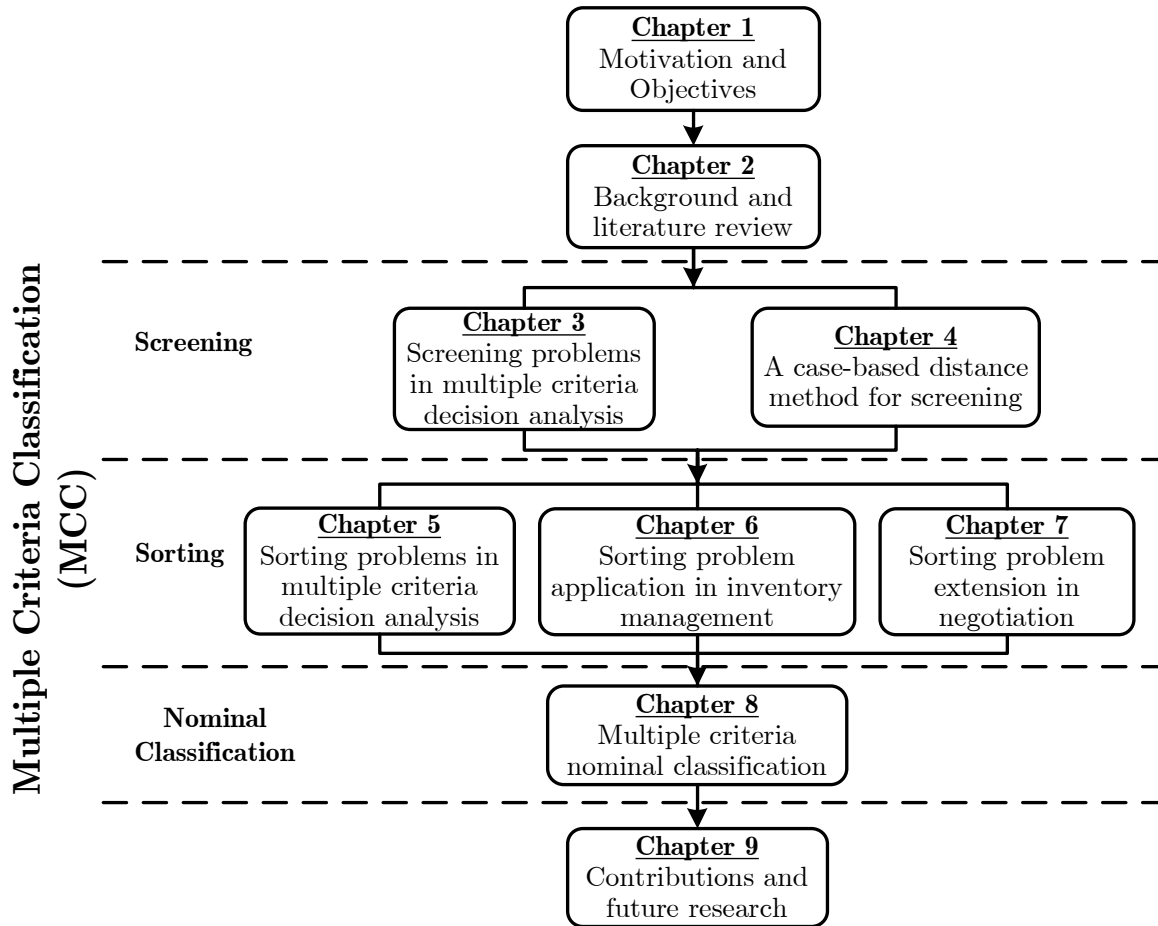 Chapter 1
Motivation and
Objectives
Chapter 2
Background and
literature review
Multiple Criteria Classification
(MCC)
Screening
Chapter 3
Screening problems
in multiple criteria
decision analysis
Chapter 4
A case-based distance
method for screening
Sorting
Chapter 5
Sorting problems in
multiple criteria
decision analysis
Chapter 6
Sorting problem
application in inventory
management
Chapter 7
Sorting problem
extension in
negotiation
Nominal
Classification
Chapter 8
Multiple criteria
nominal classification
Chapter 9
Contributions and
future research